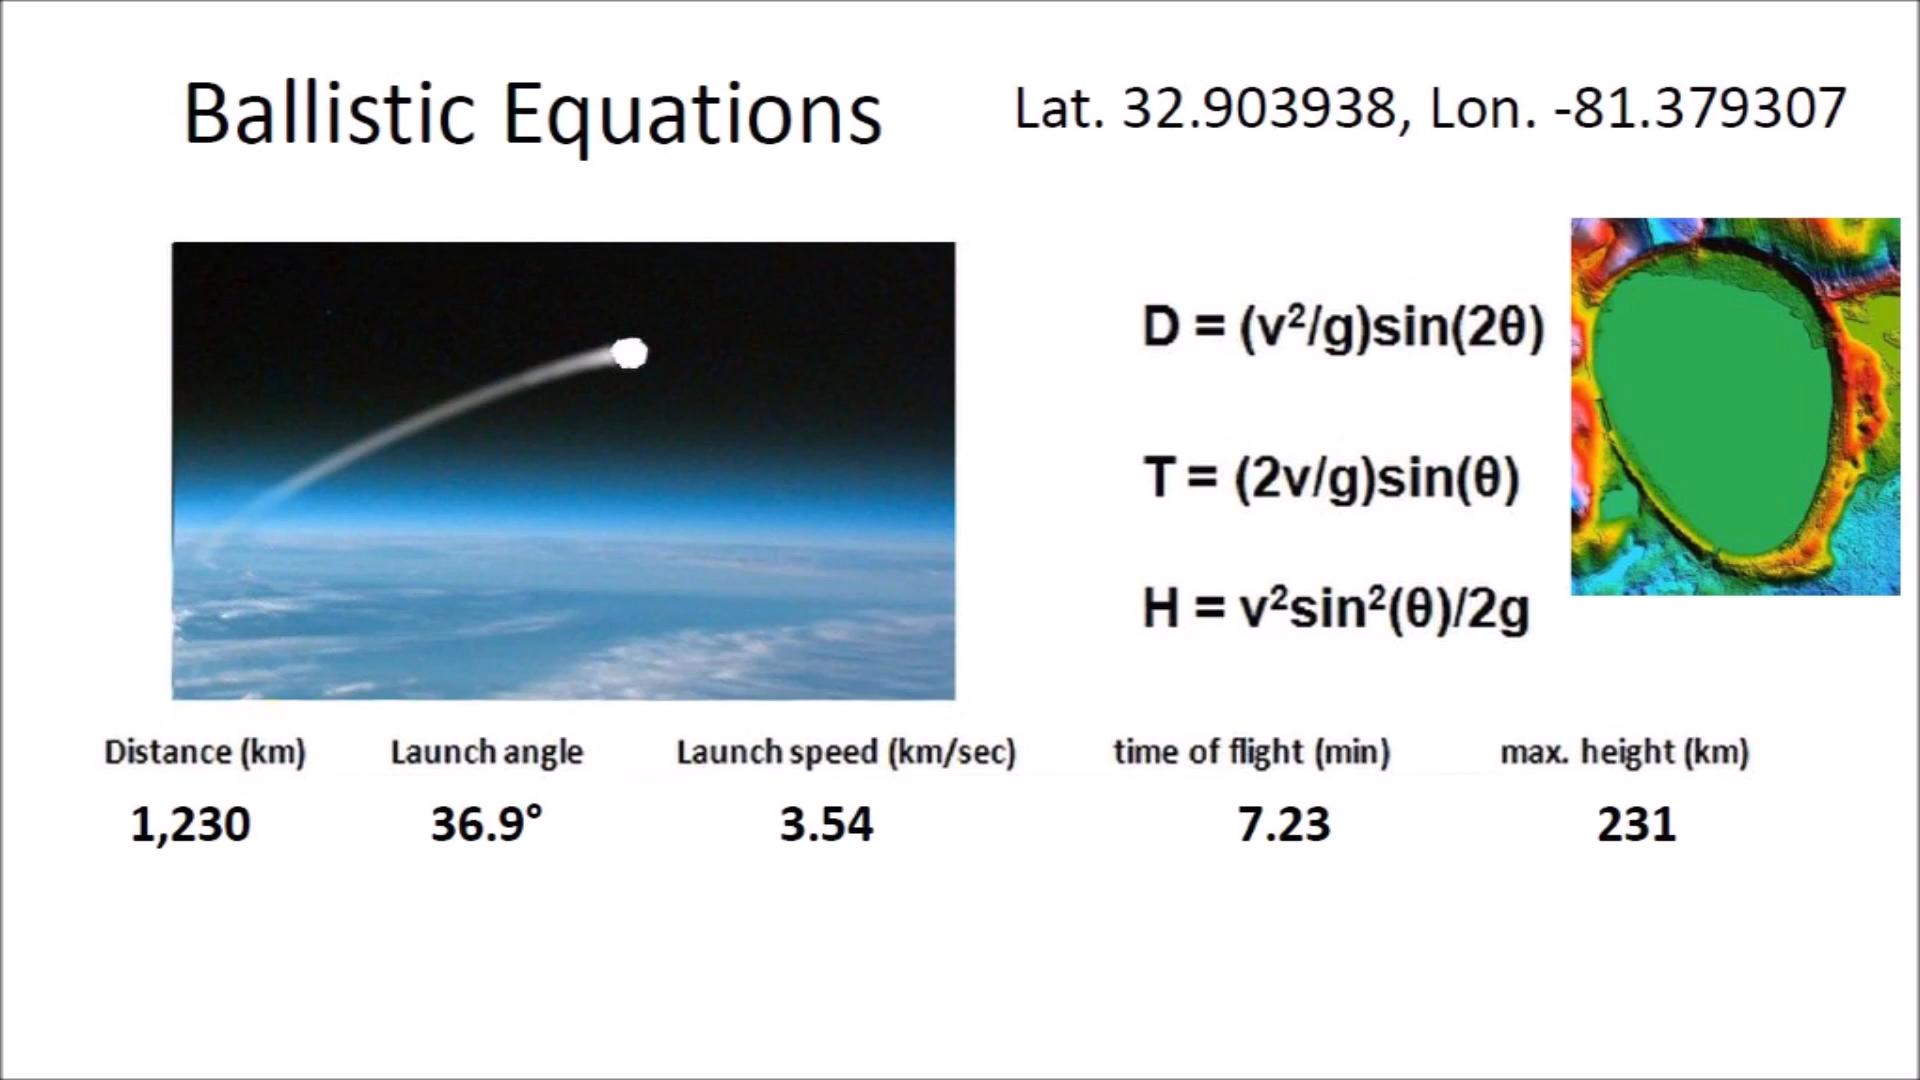 Ballistic Equations
Lat. 32.903938, Lon. -81.379307
D = (v²/g)sin(2θ)
T = (2v/g)sin(θ)
H = v²sin²(θ)/2g
Distance (km) Launch angle Launch speed (km/sec) time of flight (min) max. height (km)
1,230 36.9° 3.54 7.23 231